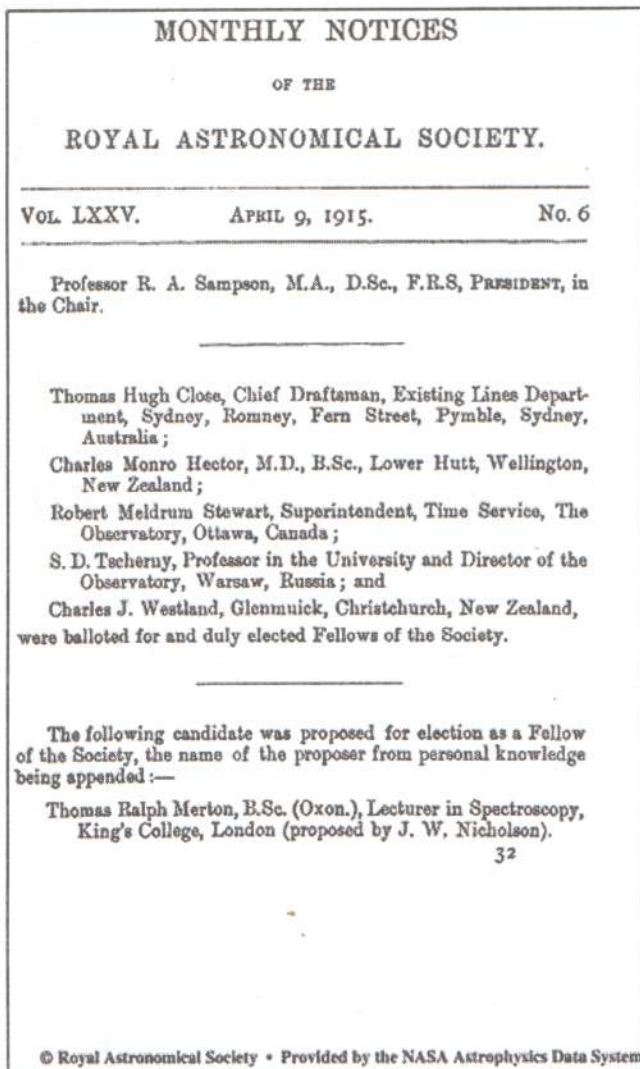 MONTHLY NOTICES
OF THE
ROYAL ASTRONOMICAL SOCIETY.
VOL. LXXV. APRIL 9, 1915. No. 6
Professor R. A. Sampson, M.A., D.Sc., F.R.S, PRESIDENT, in
the Chair.
Thomas Hugh Close, Chief Draftsman, Existing Lines Depart-
ment, Sydney, Romney, Fern Street, Pymble, Sydney,
Australia;
Charles Monro Hector, M.D., B.Sc., Lower Hutt, Wellington,
New Zealand;
Robert Meldrum Stewart, Superintendent, Time Service, The
Observatory, Ottawa, Canada;
S. D. Tscherny, Professor in the University and Director of the
Observatory, Warsaw, Russia; and
Charles J. Westland, Glenmuick, Christchurch, New Zealand,
were balloted for and duly elected Fellows of the Society.
The following candidate was proposed for election as a Fellow
of the Society, the name of the proposer from personal knowledge
being appended:—
Thomas Ralph Merton, B.Sc. (Oxon.), Lecturer in Spectroscopy,
King's College, London (proposed by J. W. Nicholson).
32
© Royal Astronomical Society • Provided by the NASA Astrophysics Data System